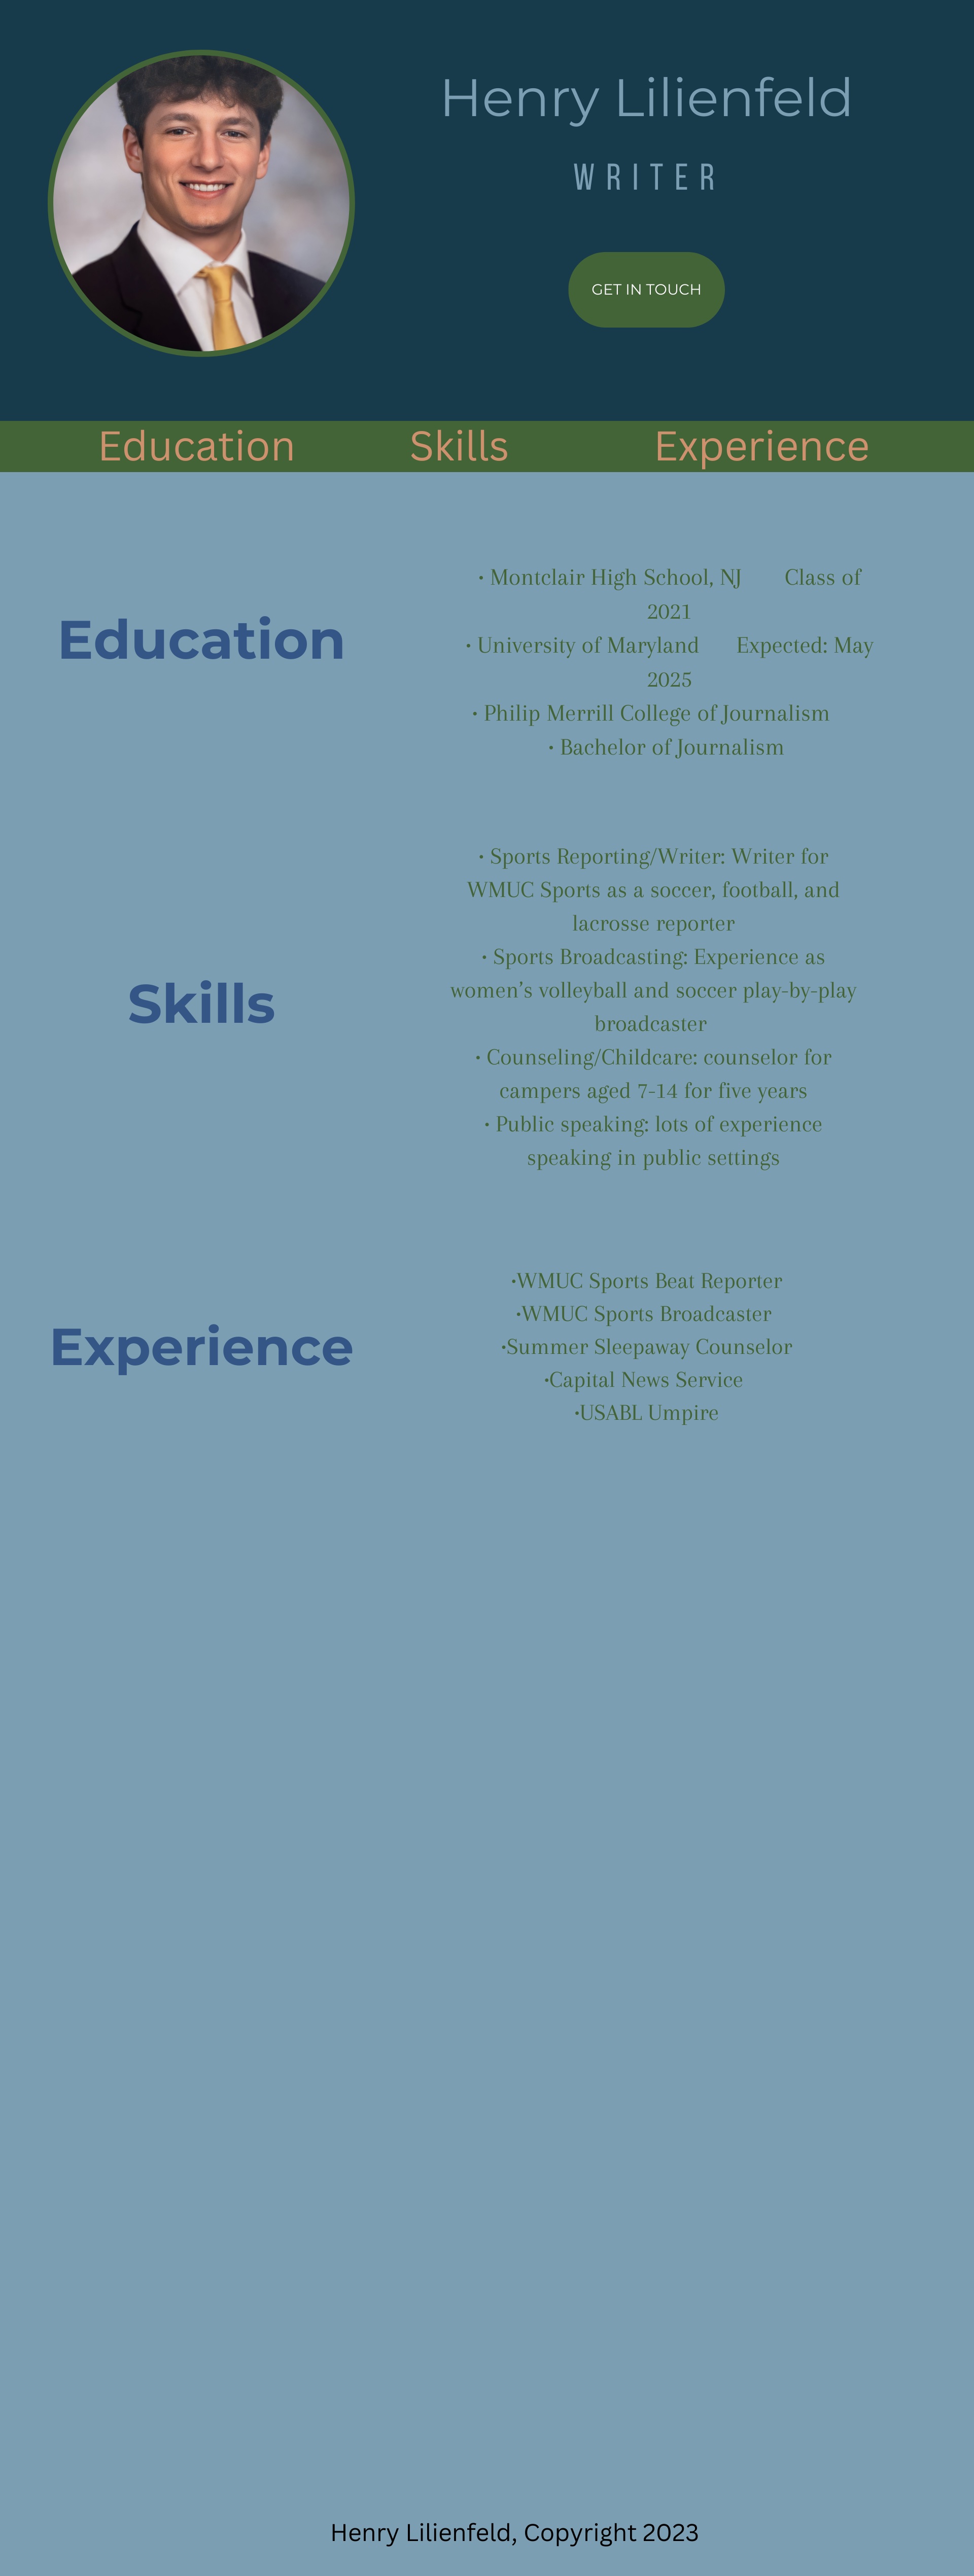 Henry Lilienfeld
WRITER
GET IN TOUCH
Education Skills Experience
Education
• Montclair High School, NJ Class of
2021
• University of Maryland Expected: May
2025
• Philip Merrill College of Journalism
• Bachelor of Journalism
Skills
• Sports Reporting/Writer: Writer for
WMUC Sports as a soccer, football, and
lacrosse reporter
• Sports Broadcasting: Experience as
women's volleyball and soccer play-by-play
broadcaster
• Counseling/Childcare: counselor for
campers aged 7-14 for five years
• Public speaking: lots of experience
speaking in public settings
Experience
•WMUC Sports Beat Reporter
•WMUC Sports Broadcaster
•Summer Sleepaway Counselor
•Capital News Service
•USABL Umpire
Henry Lilienfeld, Copyright 2023